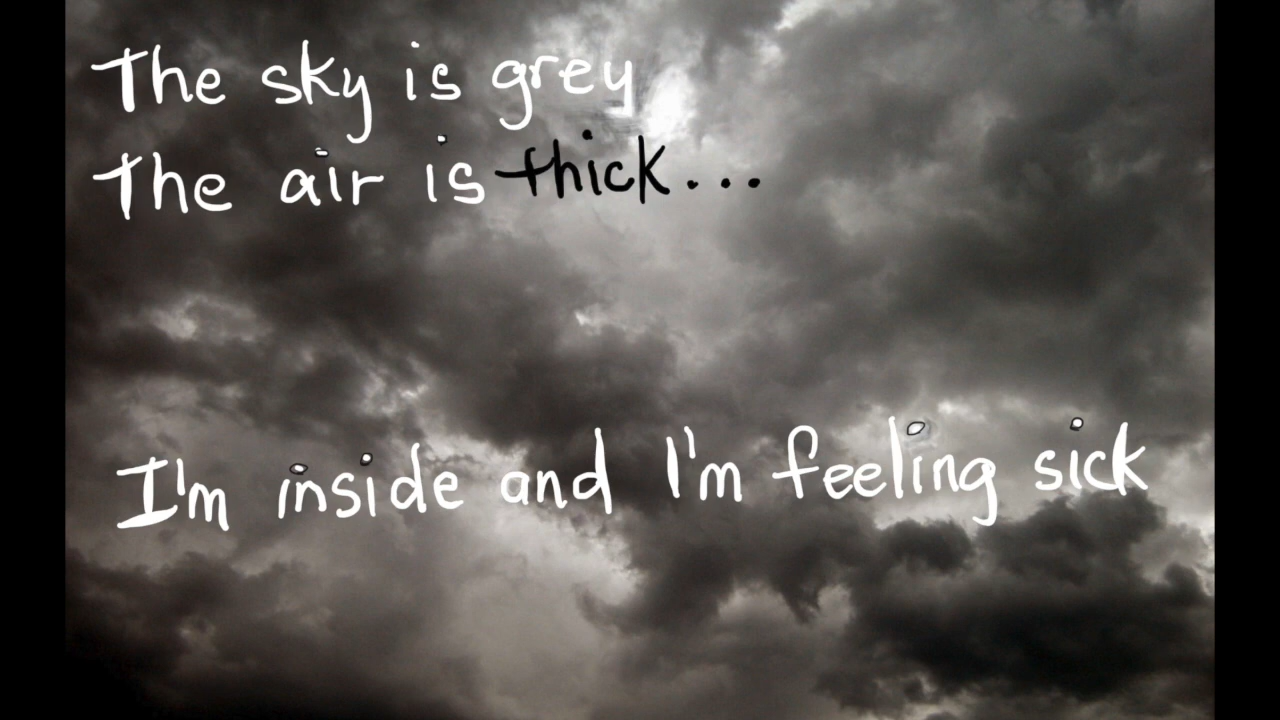 The sky is grey
The air is thick...
I'm inside and I'm feeling sick